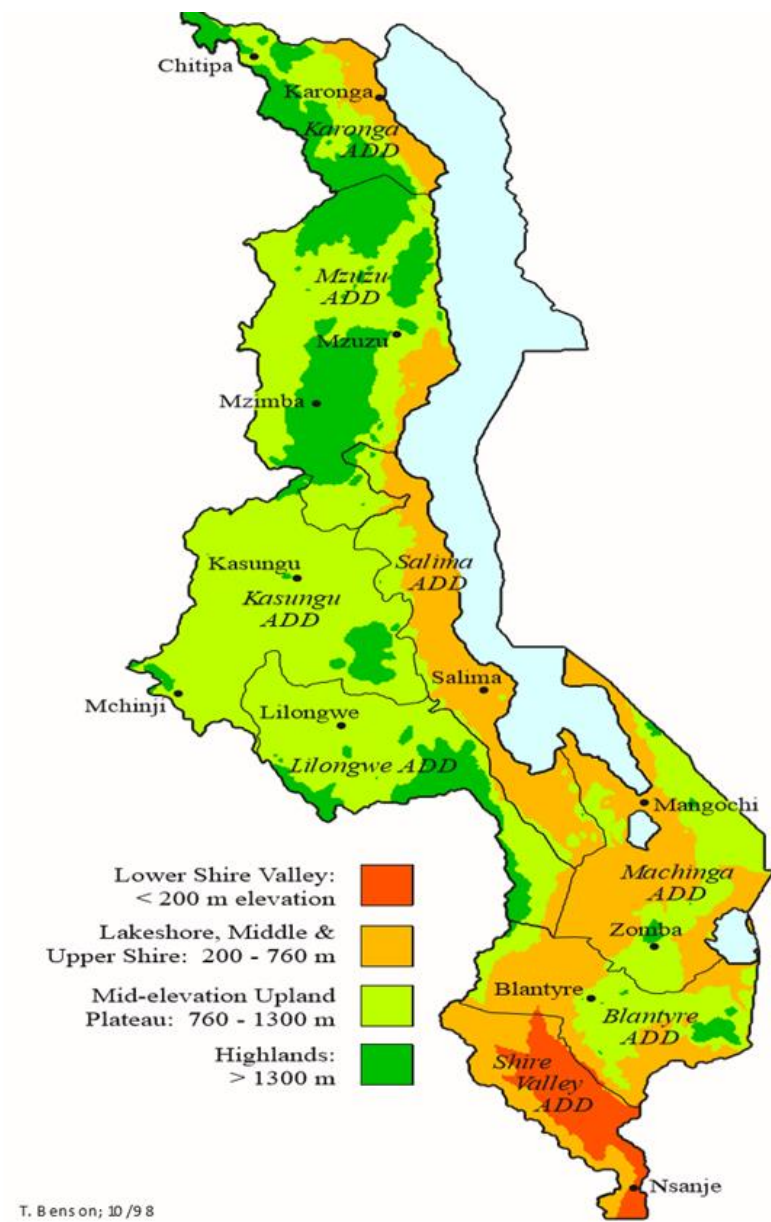 Chitipa
Karonga
Karonga
ADD
Mzuzu
ADD
Mzuzu
Mzimba
Kasungu
Kasungu
ADD
Salima
ADD
Salima
Mchinji
Lilongwe
Lilongwe ADD
Mangochi
Machinga
ADD
Zomba
Blantyre
Blantyre
ADD
Shire
Valley
ADD
Nsanje
Lower Shire Valley:
< 200 m elevation
Lakeshore, Middle &
Upper Shire: 200 - 760 m
Mid-elevation Upland
Plateau: 760 - 1300 m
Highlands:
> 1300 m
T. Benson; 10/98